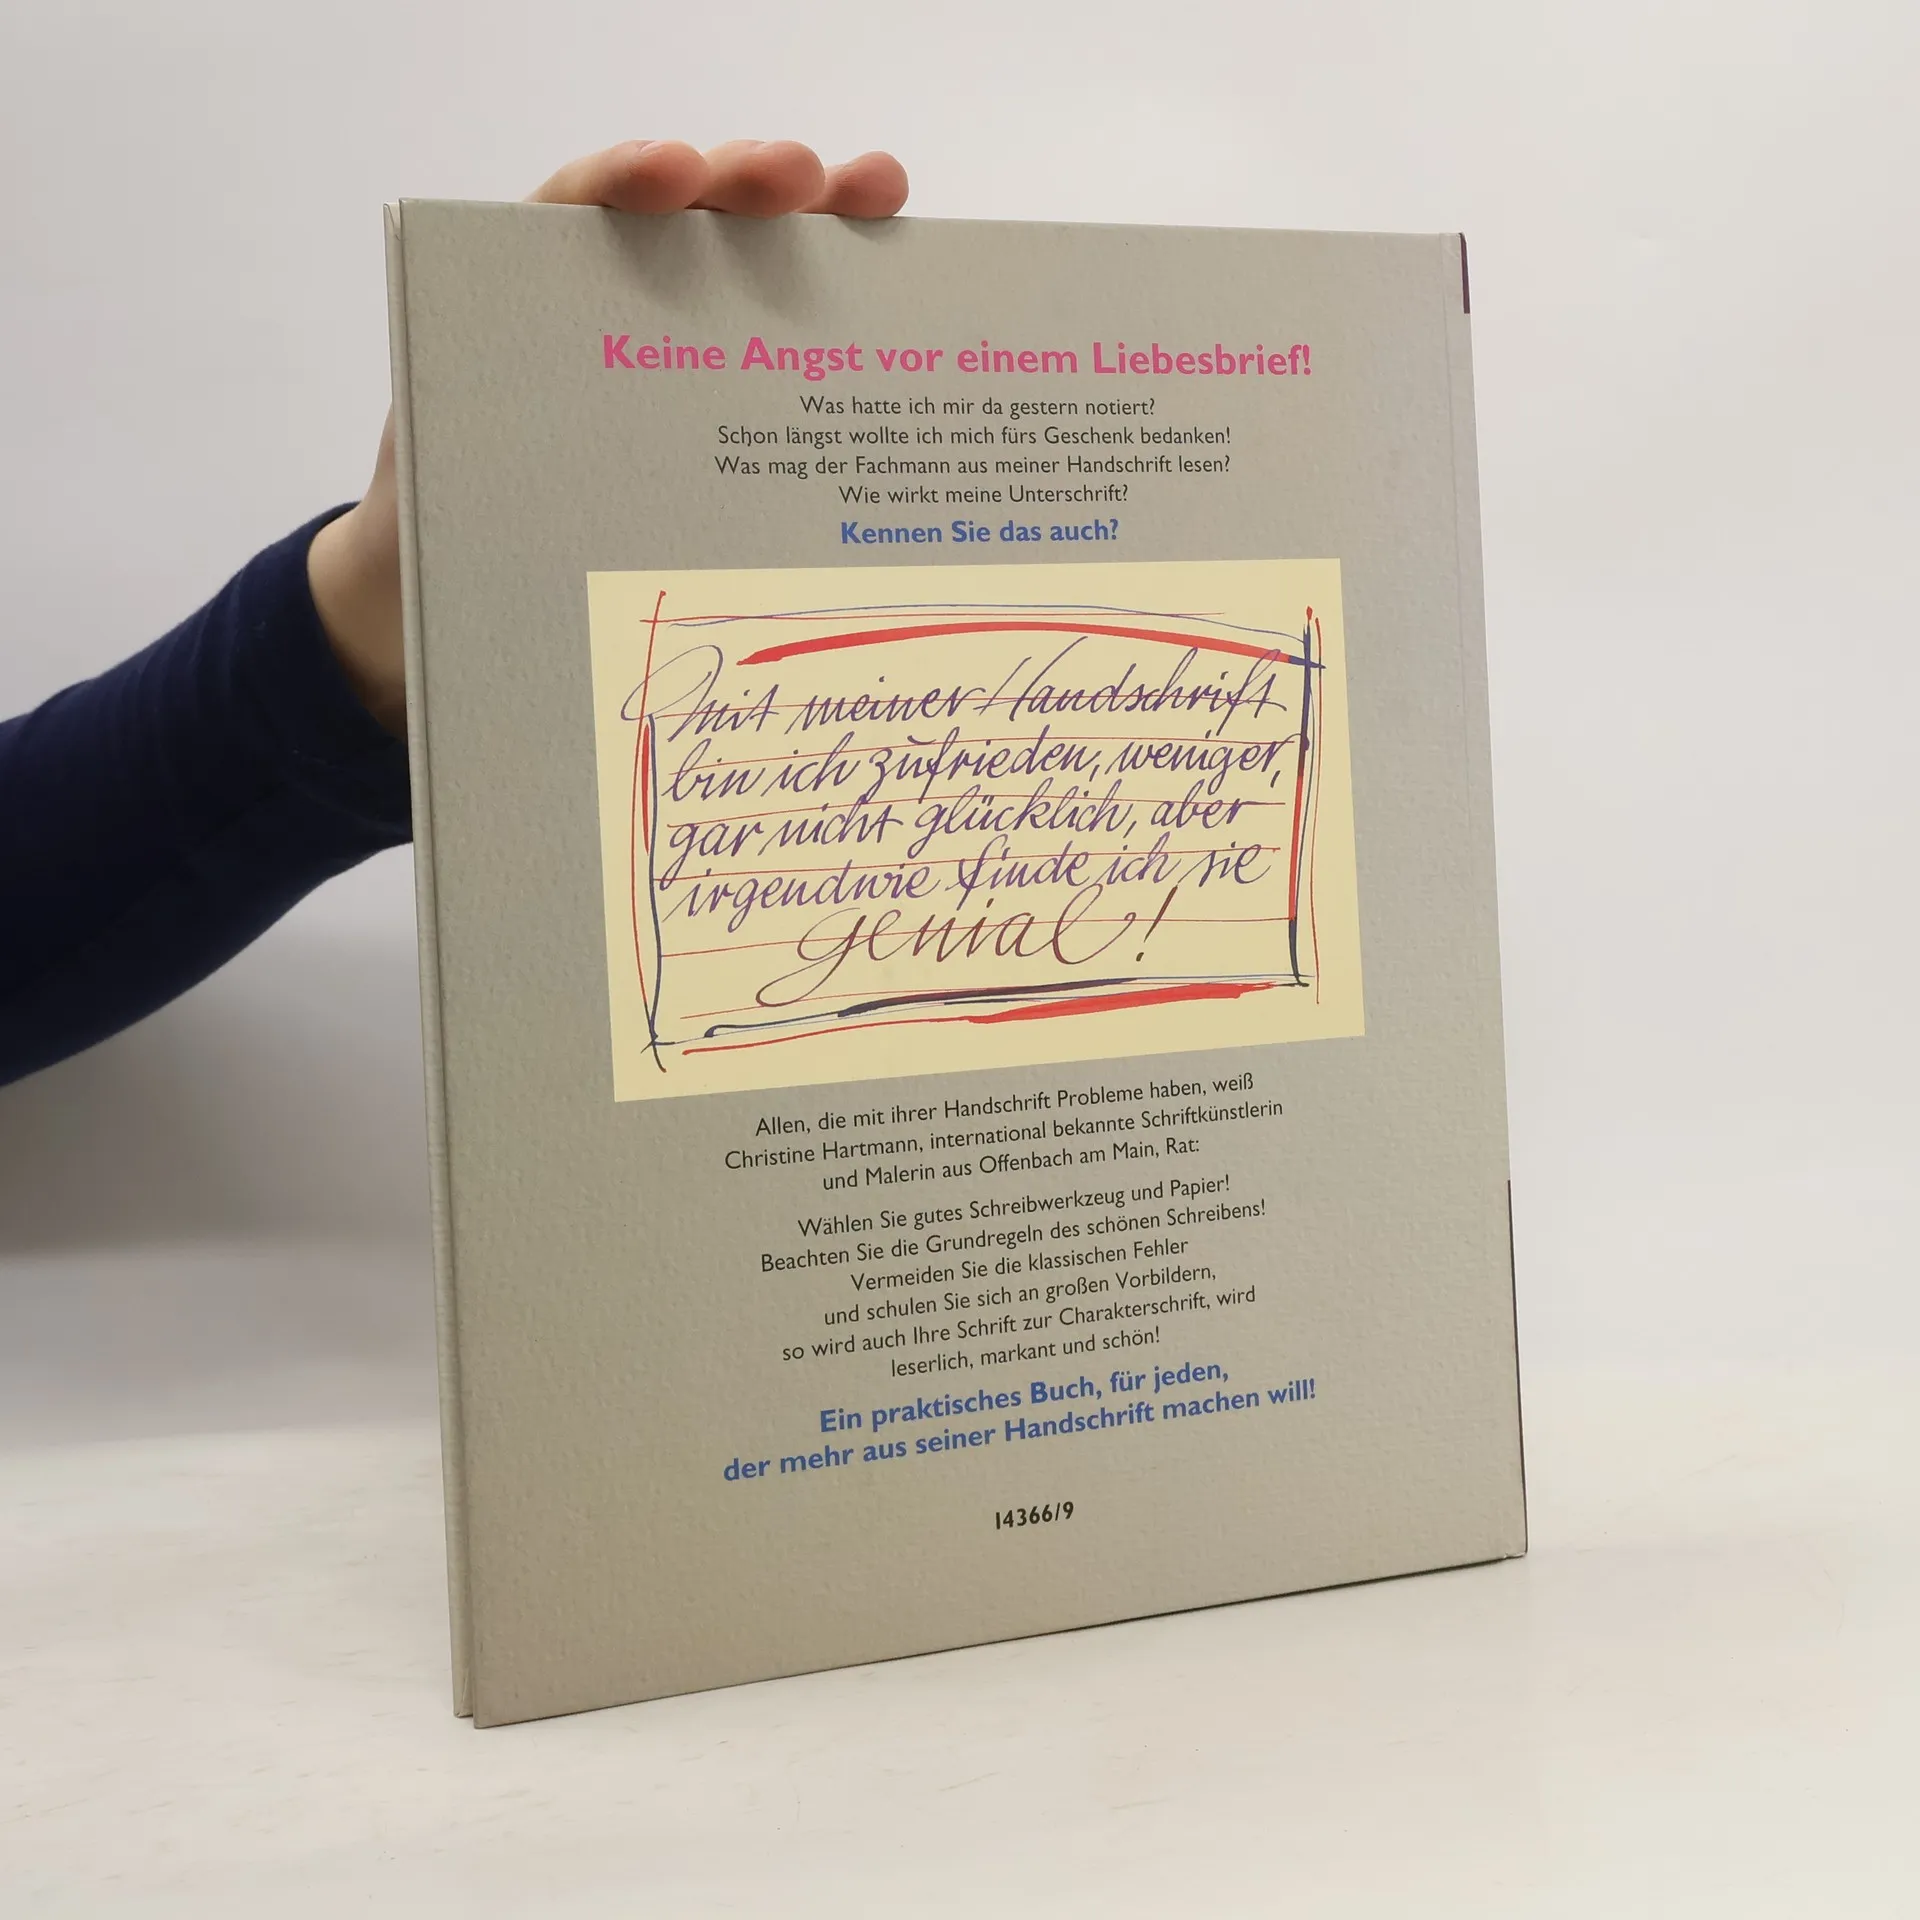 Keine Angst vor einem Liebesbrief!
Was hatte ich mir da gestern notiert?
Schon längst wollte ich mich fürs Geschenk bedanken!
Was mag der Fachmann aus meiner Handschrift lesen?
Wie wirkt meine Unterschrift?
Kennen Sie das auch?
Mit meiner Handschrift
bin ich zufrieden, weniger,
gar nicht glücklich, aber
irgendwie finde ich sie
genial!
Allen, die mit ihrer Handschrift Probleme haben, weiß
Christine Hartmann, international bekannte Schriftkünstlerin
und Malerin aus Offenbach am Main, Rat:
Wählen Sie gutes Schreibwerkzeug und Papier!
Beachten Sie die Grundregeln des schönen Schreibens!
Vermeiden Sie die klassischen Fehler
und schulen Sie sich an großen Vorbildern,
so wird auch Ihre Schrift zur Charakterschrift, wird
leserlich, markant und schön!
Ein praktisches Buch, für jeden,
der mehr aus seiner Handschrift machen will!
14366/9